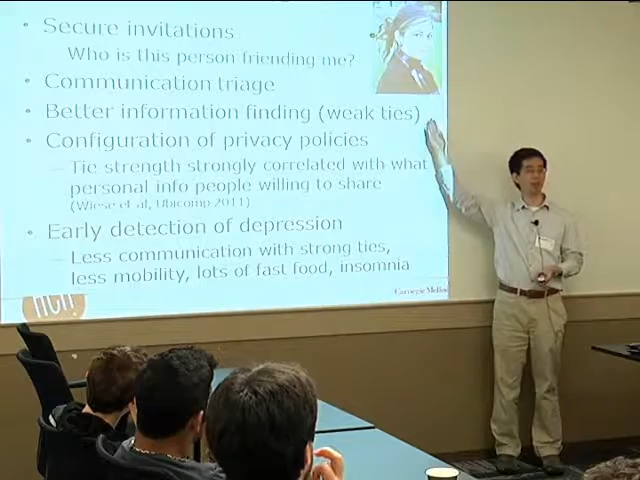 • Secure invitations
Who is this person friending me?
• Communication triage
• Better information finding (weak ties)
• Configuration of privacy policies
– Tie strength strongly correlated with what
personal info people willing to share
(Wiese et al, Ubicomp 2011)
• Early detection of depression
– Less communication with strong ties,
less mobility, lots of fast food, insomnia
Carnegie Mellon